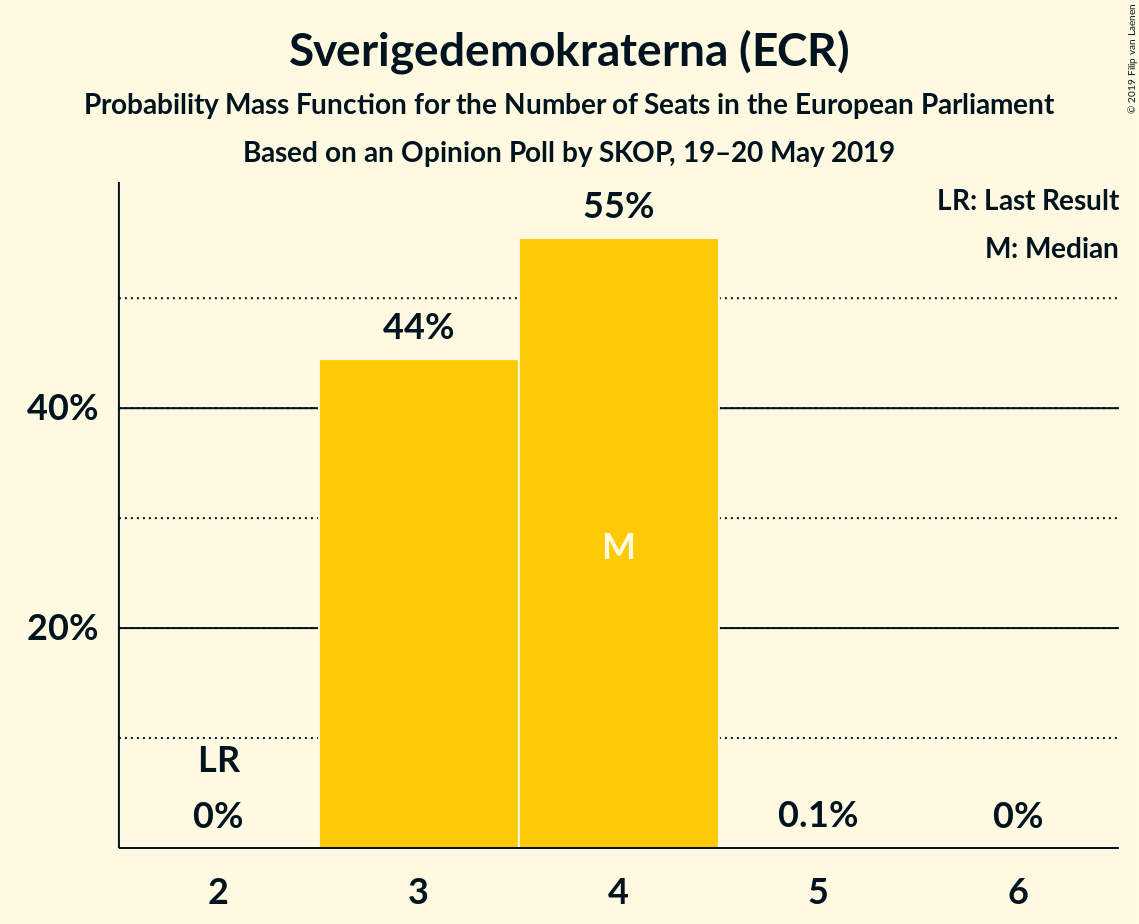 Sverigedemokraterna (ECR)
Probability Mass Function for the Number of Seats in the European Parliament
Based on an Opinion Poll by SKOP, 19–20 May 2019
© 2019 Filip van Laenen
LR: Last Result
M: Median
55%
44%
40%
M
20%
LR
0%
0.1%
0%
2
3
4
5
6